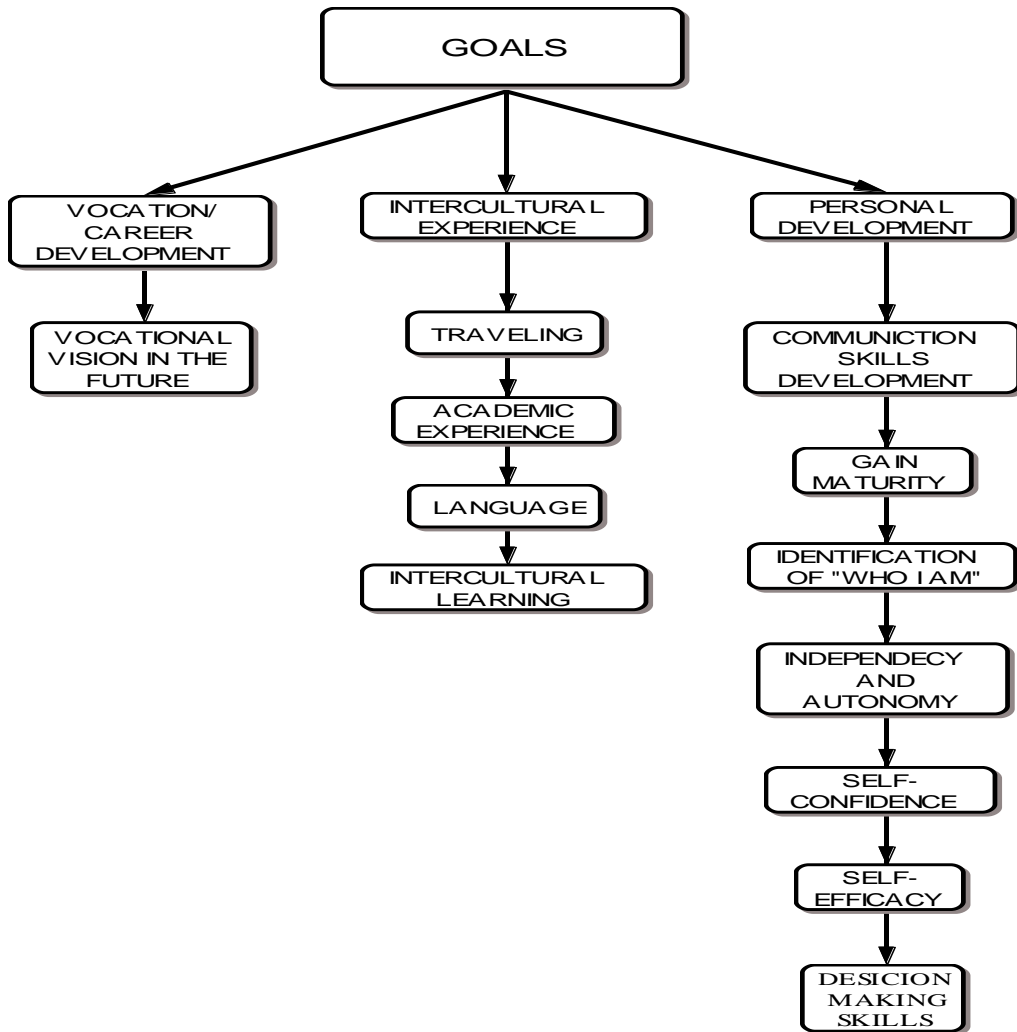 GOALS
VOCATION/
CAREER
DEVELOPMENT
VOCATIONAL
VISION IN THE
FUTURE
INTERCULTURAL
EXPERIENCE
TRAVELING
ACADEMIC
EXPERIENCE
LANGUAGE
INTERCULTURAL
LEARNING
PERSONAL
DEVELOPMENT
COMMUNICTION
SKILLS
DEVELOPMENT
GAIN
MATURITY
IDENTIFICATION
OF "WHO I AM"
INDEPENDECY
AND
AUTONOMY
SELF-
CONFIDENCE
SELF-
EFFICACY
DESICION
MAKING
SKILLS